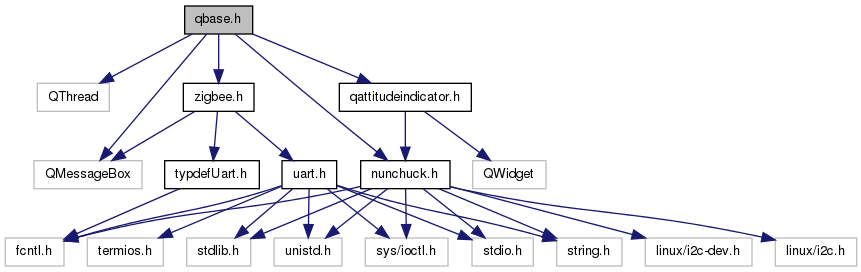 qbase.h
QThread
zigbee.h
qattitudeindicator.h
QMessageBox
typdefUart.h
uart.h
nunchuck.h
QWidget
fcntl.h
termios.h
stdlib.h
unistd.h
sys/ioctl.h
stdio.h
string.h
linux/i2c-dev.h
linux/i2c.h